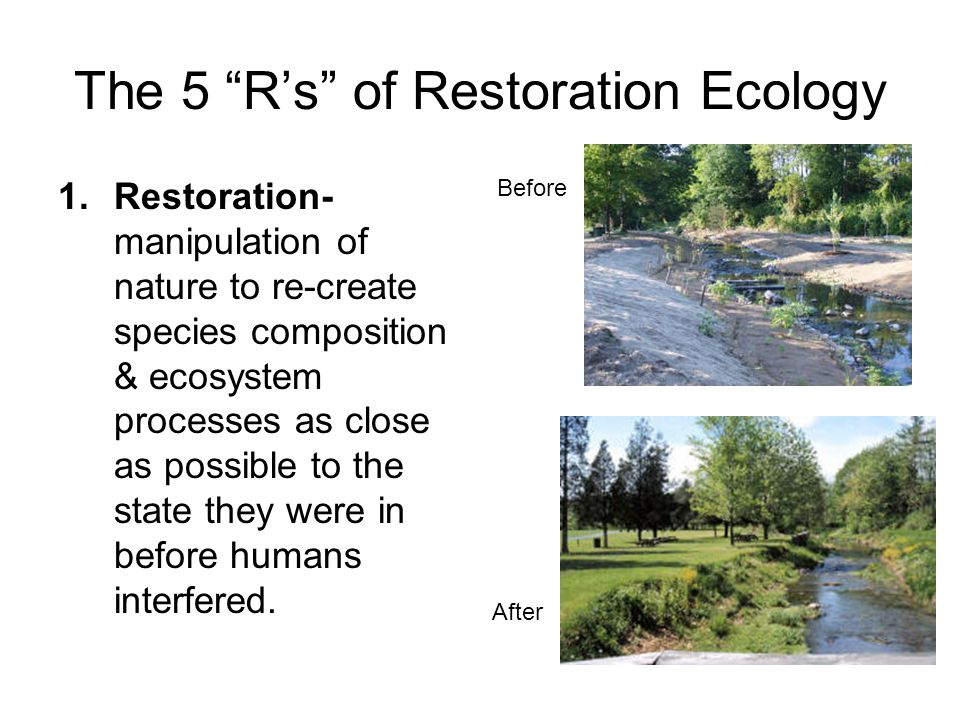 The 5 “R’s” of Restoration Ecology
1. Restoration-
manipulation of
nature to re-create
species composition
& ecosystem
processes as close
as possible to the
state they were in
before humans
interfered.
Before
After